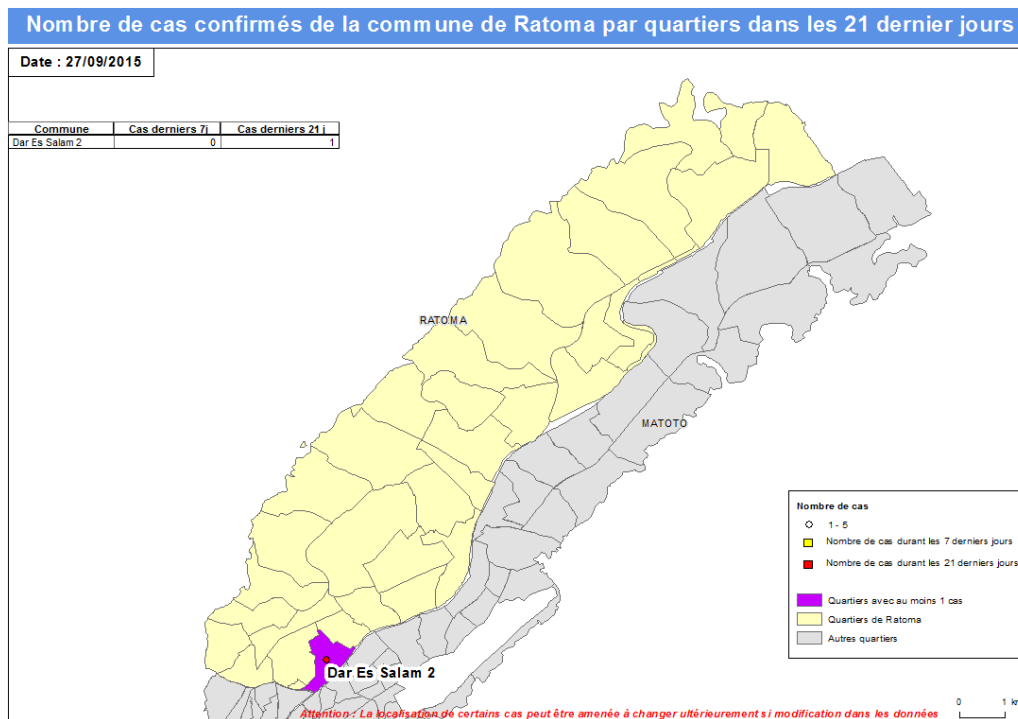 Nombre de cas confirmés de la commune de Ratoma par quartiers dans les 21 dernier jours
Date : 27/09/2015
Commune Cas derniers 7j Cas derniers 21 j
Dar Es Salam 2 0 1
RATOMA
MATOTO
Nombre de cas
1 - 5
Nombre de cas durant les 7 derniers jours
Nombre de cas durant les 21 derniers jours
Quartiers avec au moins 1 cas
Quartiers de Ratoma
Autres quartiers
Dar Es Salam 2
0 1 km
Attention : La localisation de certains cas peut être amenée à changer ultérieurement si modification dans les données